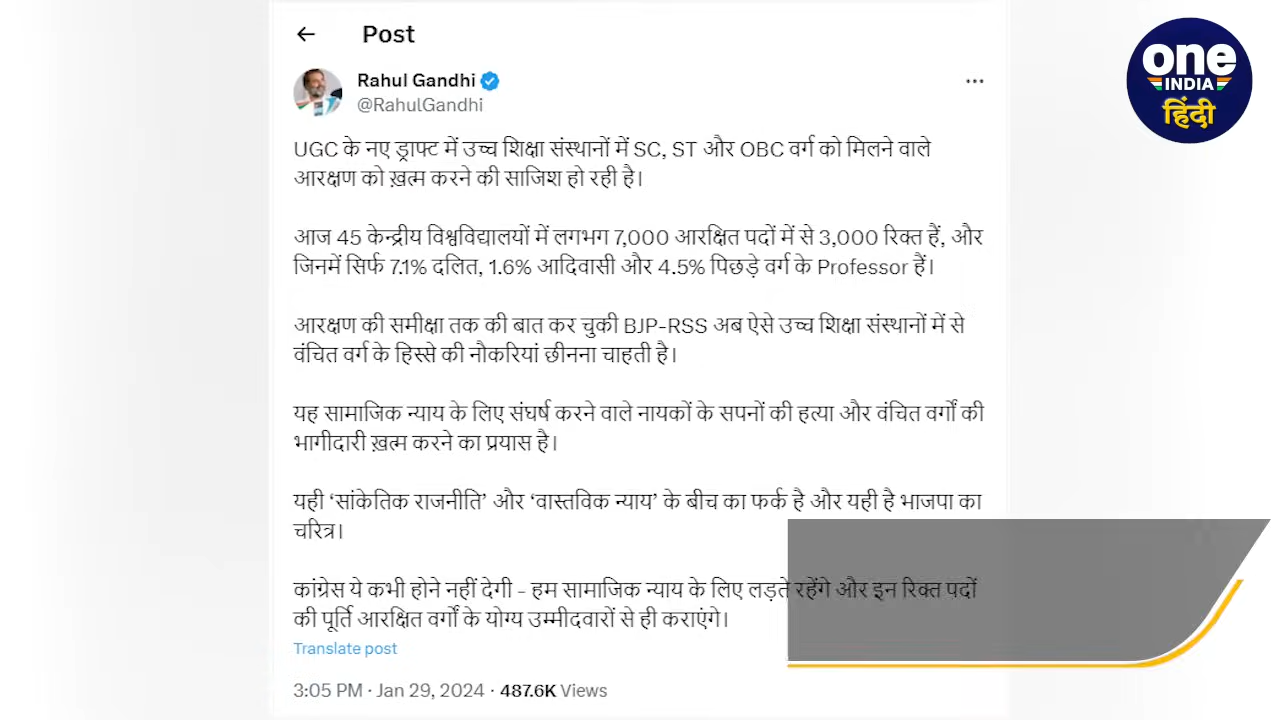 Post
one
INDIA
हिंदी
Rahul Gandhi
@RahulGandhi
UGC के नए ड्राफ्ट में उच्च शिक्षा संस्थानों में SC, ST और OBC वर्ग को मिलने वाले
आरक्षण को ख़त्म करने की साजिश हो रही है।
आज 45 केन्द्रीय विश्वविद्यालयों में लगभग 7,000 आरक्षित पदों में से 3,000 रिक्त हैं, और
जिनमें सिर्फ 7.1% दलित, 1.6% आदिवासी और 4.5% पिछड़े वर्ग के Professor हैं।
आरक्षण की समीक्षा तक की बात कर चुकी BJP-RSS अब ऐसे उच्च शिक्षा संस्थानों में से
वंचित वर्ग के हिस्से की नौकरियां छीनना चाहती है।
यह सामाजिक न्याय के लिए संघर्ष करने वाले नायकों के सपनों की हत्या और वंचित वर्गों की
भागीदारी ख़त्म करने का प्रयास है।
यही ‘सांकेतिक राजनीति’ और ‘वास्तविक न्याय’ के बीच का फर्क है और यही है भाजपा का
चरित्र।
कांग्रेस ये कभी होने नहीं देगी - हम सामाजिक न्याय के लिए लड़ते रहेंगे और इन रिक्त पदों
की पूर्ति आरक्षित वर्गों के योग्य उम्मीदवारों से ही कराएंगे।
Translate post
3:05 PM · Jan 29, 2024 · 487.6K Views